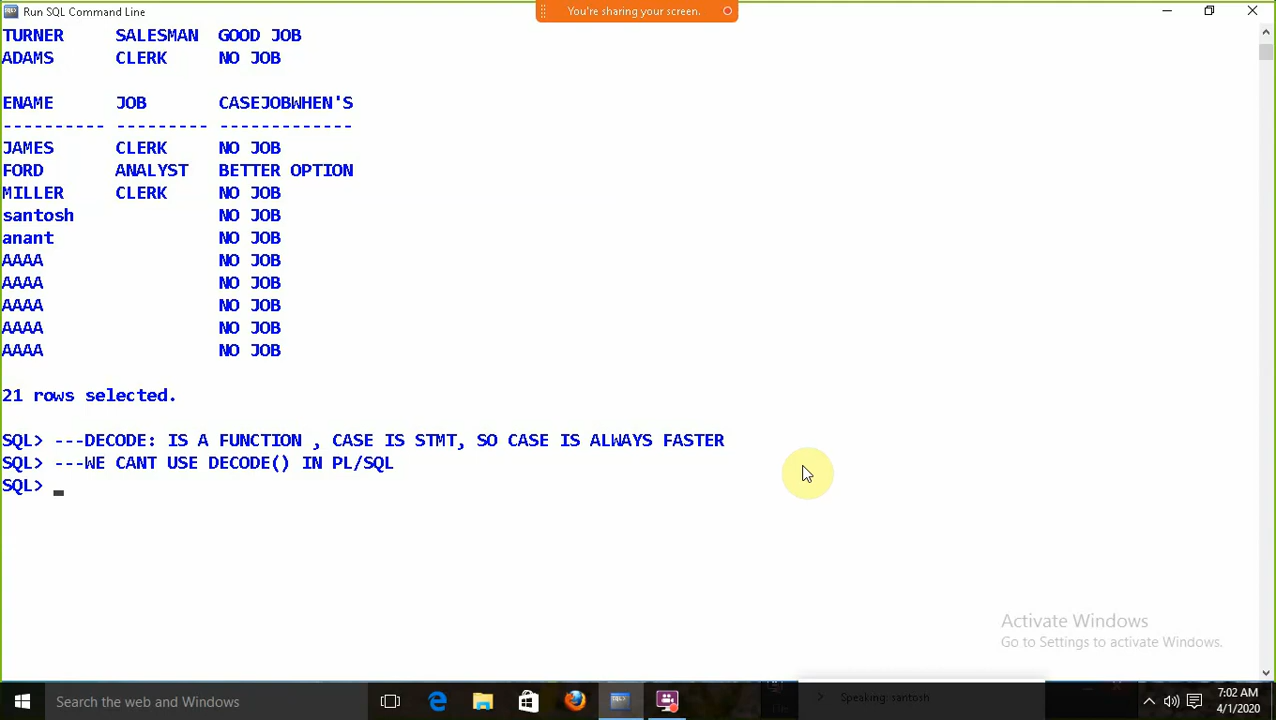 Run SQL Command Line
You're sharing your screen.
TURNER SALESMAN GOOD JOB
ADAMS CLERK NO JOB
ENAME JOB CASEJOBWHEN'S
---------- --------- -------------
JAMES CLERK NO JOB
FORD ANALYST BETTER OPTION
MILLER CLERK NO JOB
santosh NO JOB
anant NO JOB
AAAA NO JOB
AAAA NO JOB
AAAA NO JOB
AAAA NO JOB
AAAA NO JOB
21 rows selected.
SQL> ---DECODE: IS A FUNCTION , CASE IS STMT, SO CASE IS ALWAYS FASTER
SQL> ---WE CANT USE DECODE() IN PL/SQL
SQL> _
Activate Windows
Go to Settings to activate Windows.
Search the web and Windows
Speaking: santosh
7:02 AM
4/1/2020